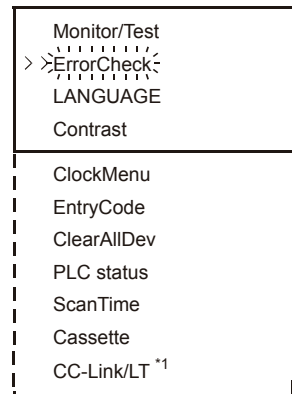 Monitor/Test
> >ErrorCheck
LANGUAGE
Contrast
ClockMenu
EntryCode
ClearAllDev
PLC status
ScanTime
Cassette
CC-Link/LT *1